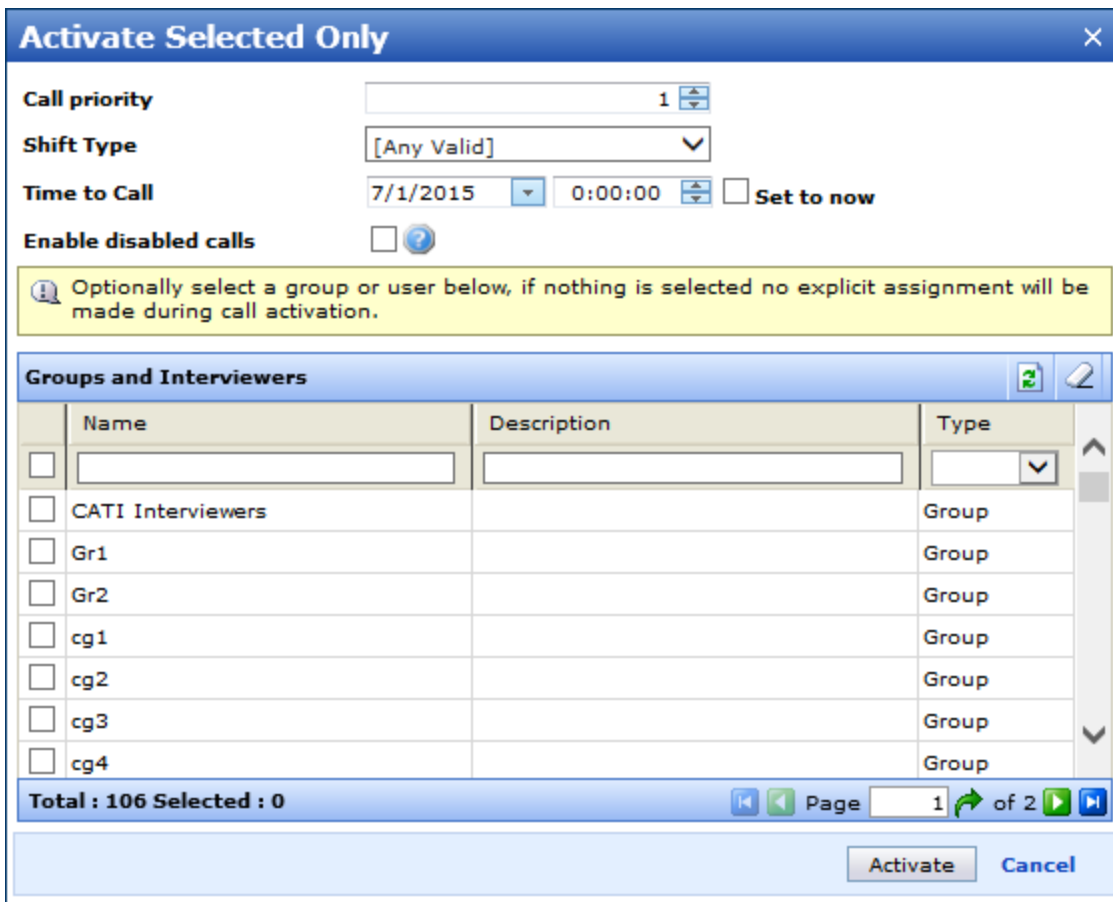 Activate Selected Only
Call priority 1
Shift Type [Any Valid]
Time to Call 7/1/2015 0:00:00 Set to now
Enable disabled calls
Optionally select a group or user below, if nothing is selected no explicit assignment will be
made during call activation.
Groups and Interviewers
Name Description Type
CATI Interviewers Group
Gr1 Group
Gr2 Group
cg1 Group
cg2 Group
cg3 Group
cg4 Group
Total : 106 Selected : 0 Page 1 of 2
Activate Cancel